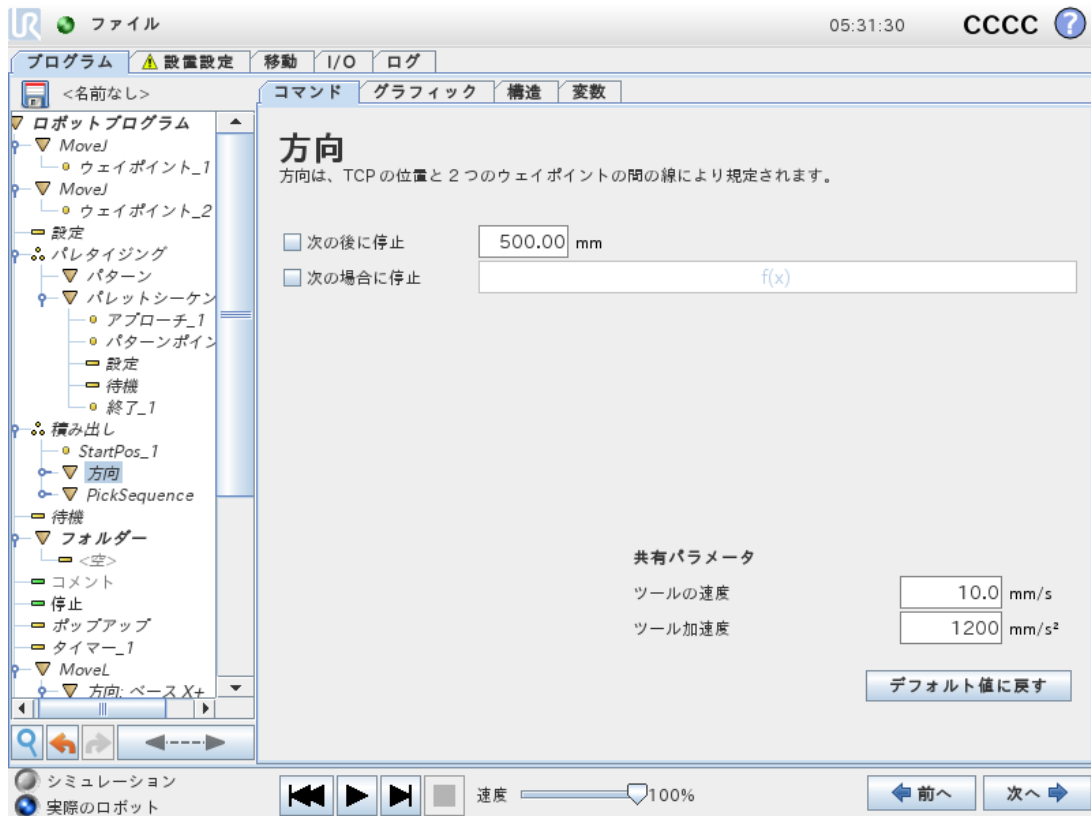 UR ファイル 05:31:30 CCCC ?
プログラム 設置設定 移動 I/O ログ
<名前なし>
コマンド グラフィック 構造 変数
ロボットプログラム
MoveJ
ウェイポイント_1
MoveJ
ウェイポイント_2
設定
パレタイジング
パターン
パレットシーケン
アプローチ_1
パターンポイン
設定
待機
終了_1
積み出し
StartPos_1
方向
PickSequence
待機
フォルダー
<空>
コメント
停止
ポップアップ
タイマー_1
MoveL
方向: ベース X+
方向
方向は、TCPの位置と２つのウェイポイントの間の線により規定されます。
次の後に停止 500.00 mm
次の場合に停止 f(x)
共有パラメータ
ツールの速度 10.0 mm/s
ツール加速度 1200 mm/s²
デフォルト値に戻す
シミュレーション
実際のロボット
速度 100%
前へ 次へ